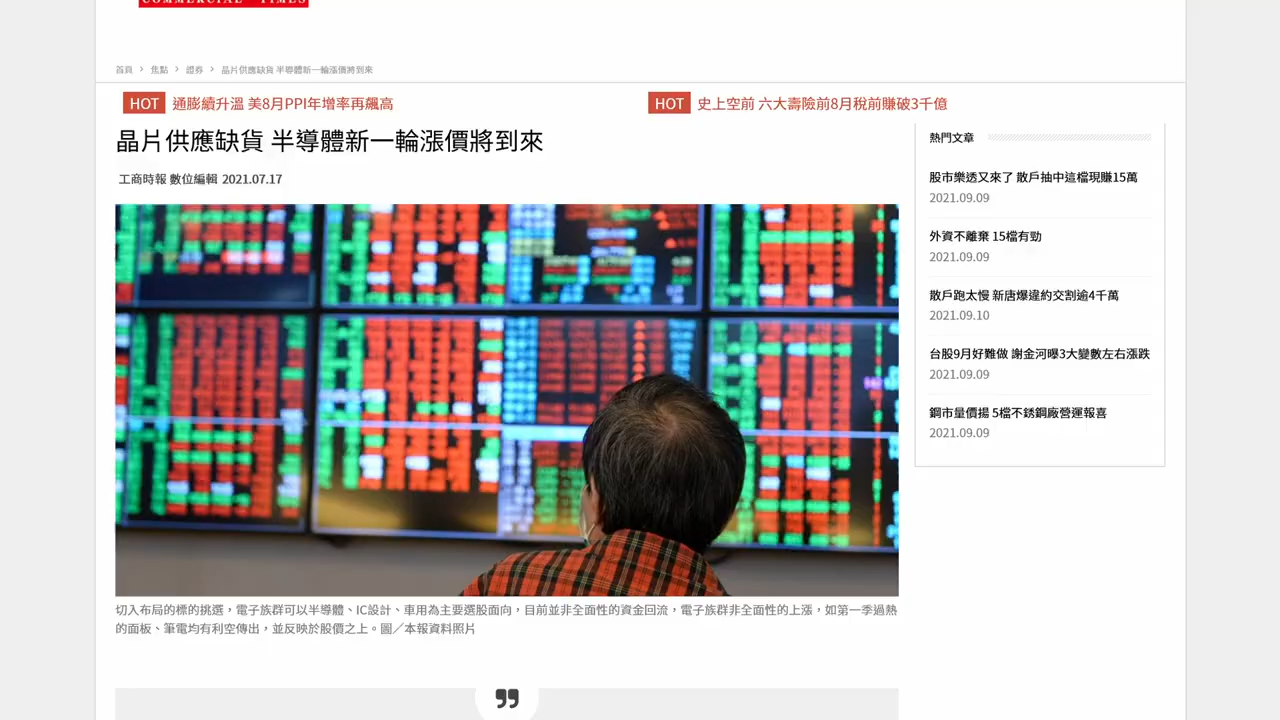 COMMERCIAL TIMES
首頁 › 焦點 › 證券 › 晶片供應缺貨 半導體新一輪漲價將到來
HOT 通膨續升溫 美8月PPI年增率再飆高
HOT 史上空前 六大壽險前8月稅前賺破3千億
晶片供應缺貨 半導體新一輪漲價將到來
工商時報 數位編輯 2021.07.17
切入布局的標的挑選，電子族群可以半導體、IC設計、車用為主要選股面向，目前並非全面性的資金回流，電子族群非全面性的上漲，如第一季過熱
的面板、筆電均有利空傳出，並反映於股價之上。圖／本報資料照片
熱門文章
股市樂透又來了 散戶抽中這檔現賺15萬
2021.09.09
外資不離棄 15檔有勁
2021.09.09
散戶跑太慢 新唐爆違約交割逾4千萬
2021.09.10
台股9月好難做 謝金河曝3大變數左右漲跌
2021.09.09
鋼市量價揚 5檔不銹鋼廠營運報喜
2021.09.09